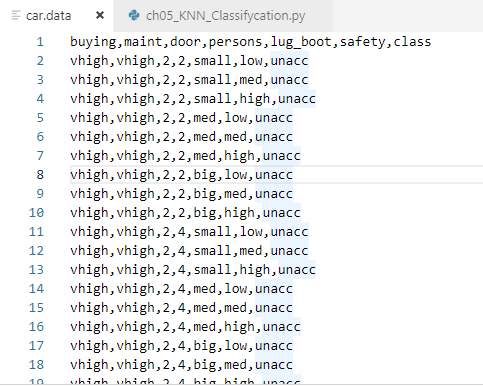 car.data ch05_KNN_Classifycation.py
1 buying,maint,door,persons,lug_boot,safety,class
2 vhigh,vhigh,2,2,small,low,unacc
3 vhigh,vhigh,2,2,small,med,unacc
4 vhigh,vhigh,2,2,small,high,unacc
5 vhigh,vhigh,2,2,med,low,unacc
6 vhigh,vhigh,2,2,med,med,unacc
7 vhigh,vhigh,2,2,med,high,unacc
8 vhigh,vhigh,2,2,big,low,unacc
9 vhigh,vhigh,2,2,big,med,unacc
10 vhigh,vhigh,2,2,big,high,unacc
11 vhigh,vhigh,2,4,small,low,unacc
12 vhigh,vhigh,2,4,small,med,unacc
13 vhigh,vhigh,2,4,small,high,unacc
14 vhigh,vhigh,2,4,med,low,unacc
15 vhigh,vhigh,2,4,med,med,unacc
16 vhigh,vhigh,2,4,med,high,unacc
17 vhigh,vhigh,2,4,big,low,unacc
18 vhigh,vhigh,2,4,big,med,unacc
19 vhigh,vhigh,2,4,big,high,unacc